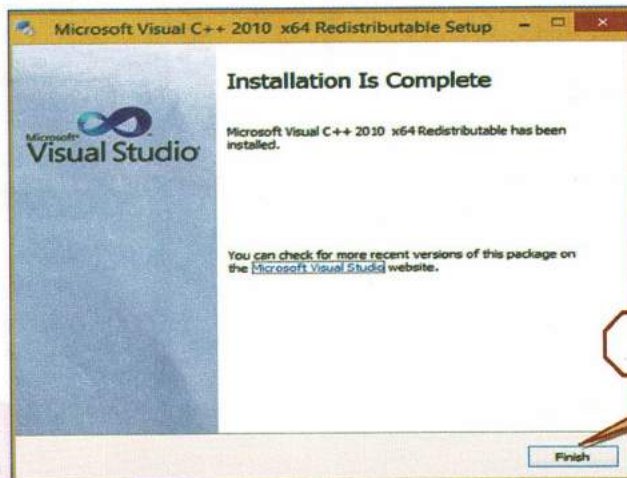 Microsoft Visual C++ 2010 x64 Redistributable Setup
Installation Is Complete
Microsoft Visual C++ 2010 x64 Redistributable has been
installed.
Microsoft
Visual Studio
You can check for more recent versions of this package on
the Microsoft Visual Studio website.
Finish